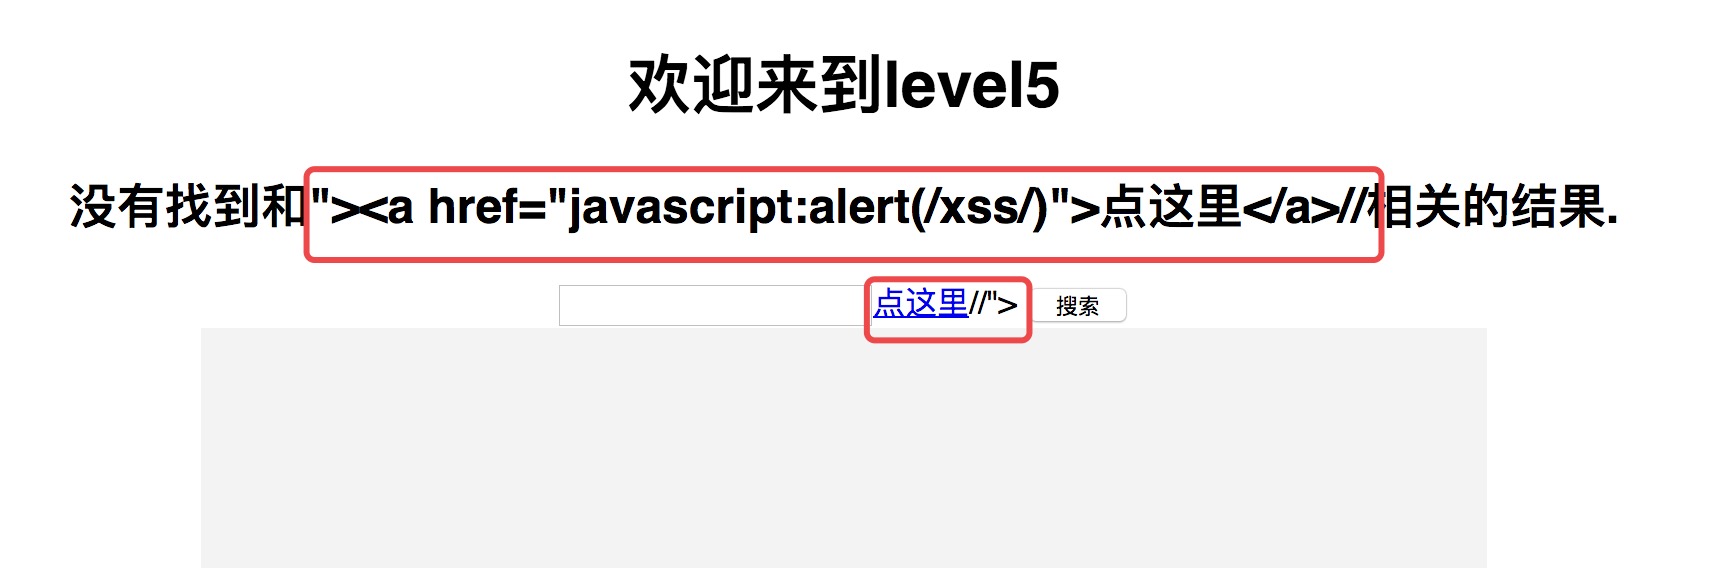 欢迎来到level5
没有找到和"><a href="javascript:alert(/xss/)">点这里</a>//相关的结果.
点这里//"> 搜索